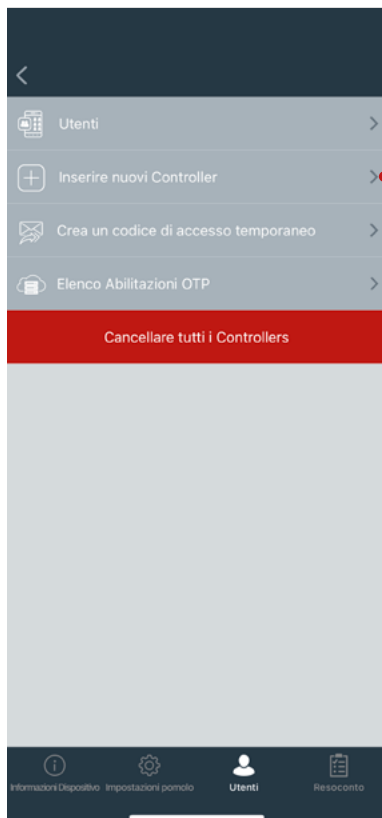 Utenti
Inserire nuovi Controller
Crea un codice di accesso temporaneo
Elenco Abilitazioni OTP
Cancellare tutti i Controllers
Informazioni Dispositivo Impostazioni pomolo Utenti Resoconto